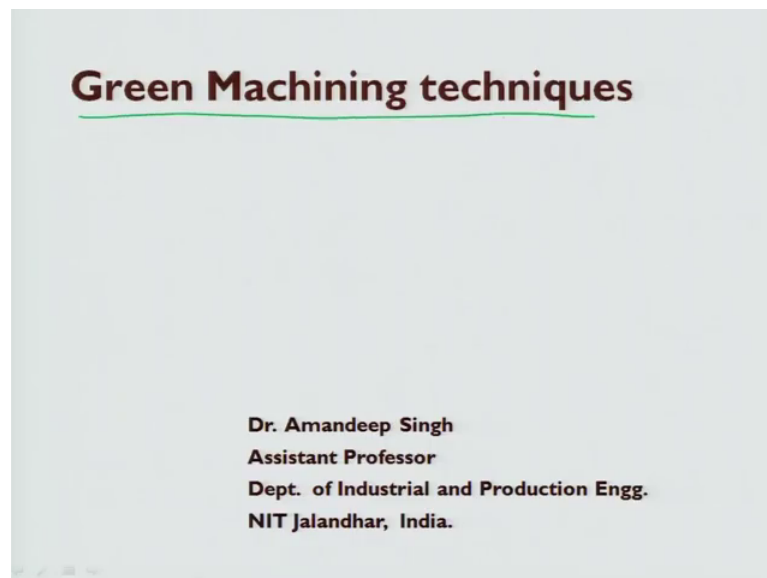 Green Machining techniques
Dr. Amandeep Singh
Assistant Professor
Dept. of Industrial and Production Engg.
NIT Jalandhar, India.